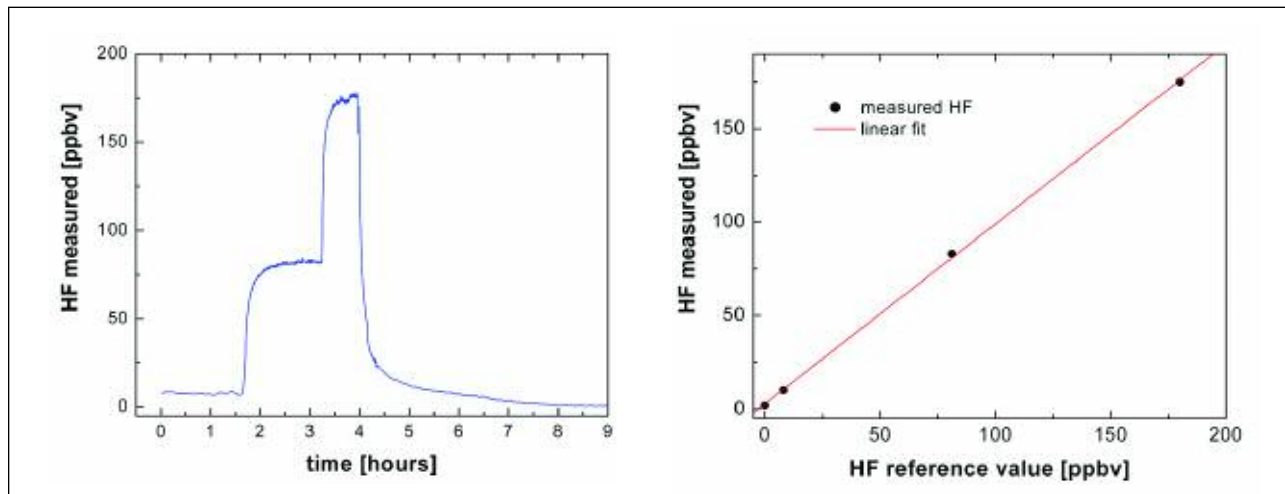 200
150
100
50
0
HF measured [ppbv]
0 1 2 3 4 5 6 7 8 9
time [hours]
150
100
50
0
HF measured [ppbv]
measured HF
linear fit
0 50 100 150 200
HF reference value [ppbv]